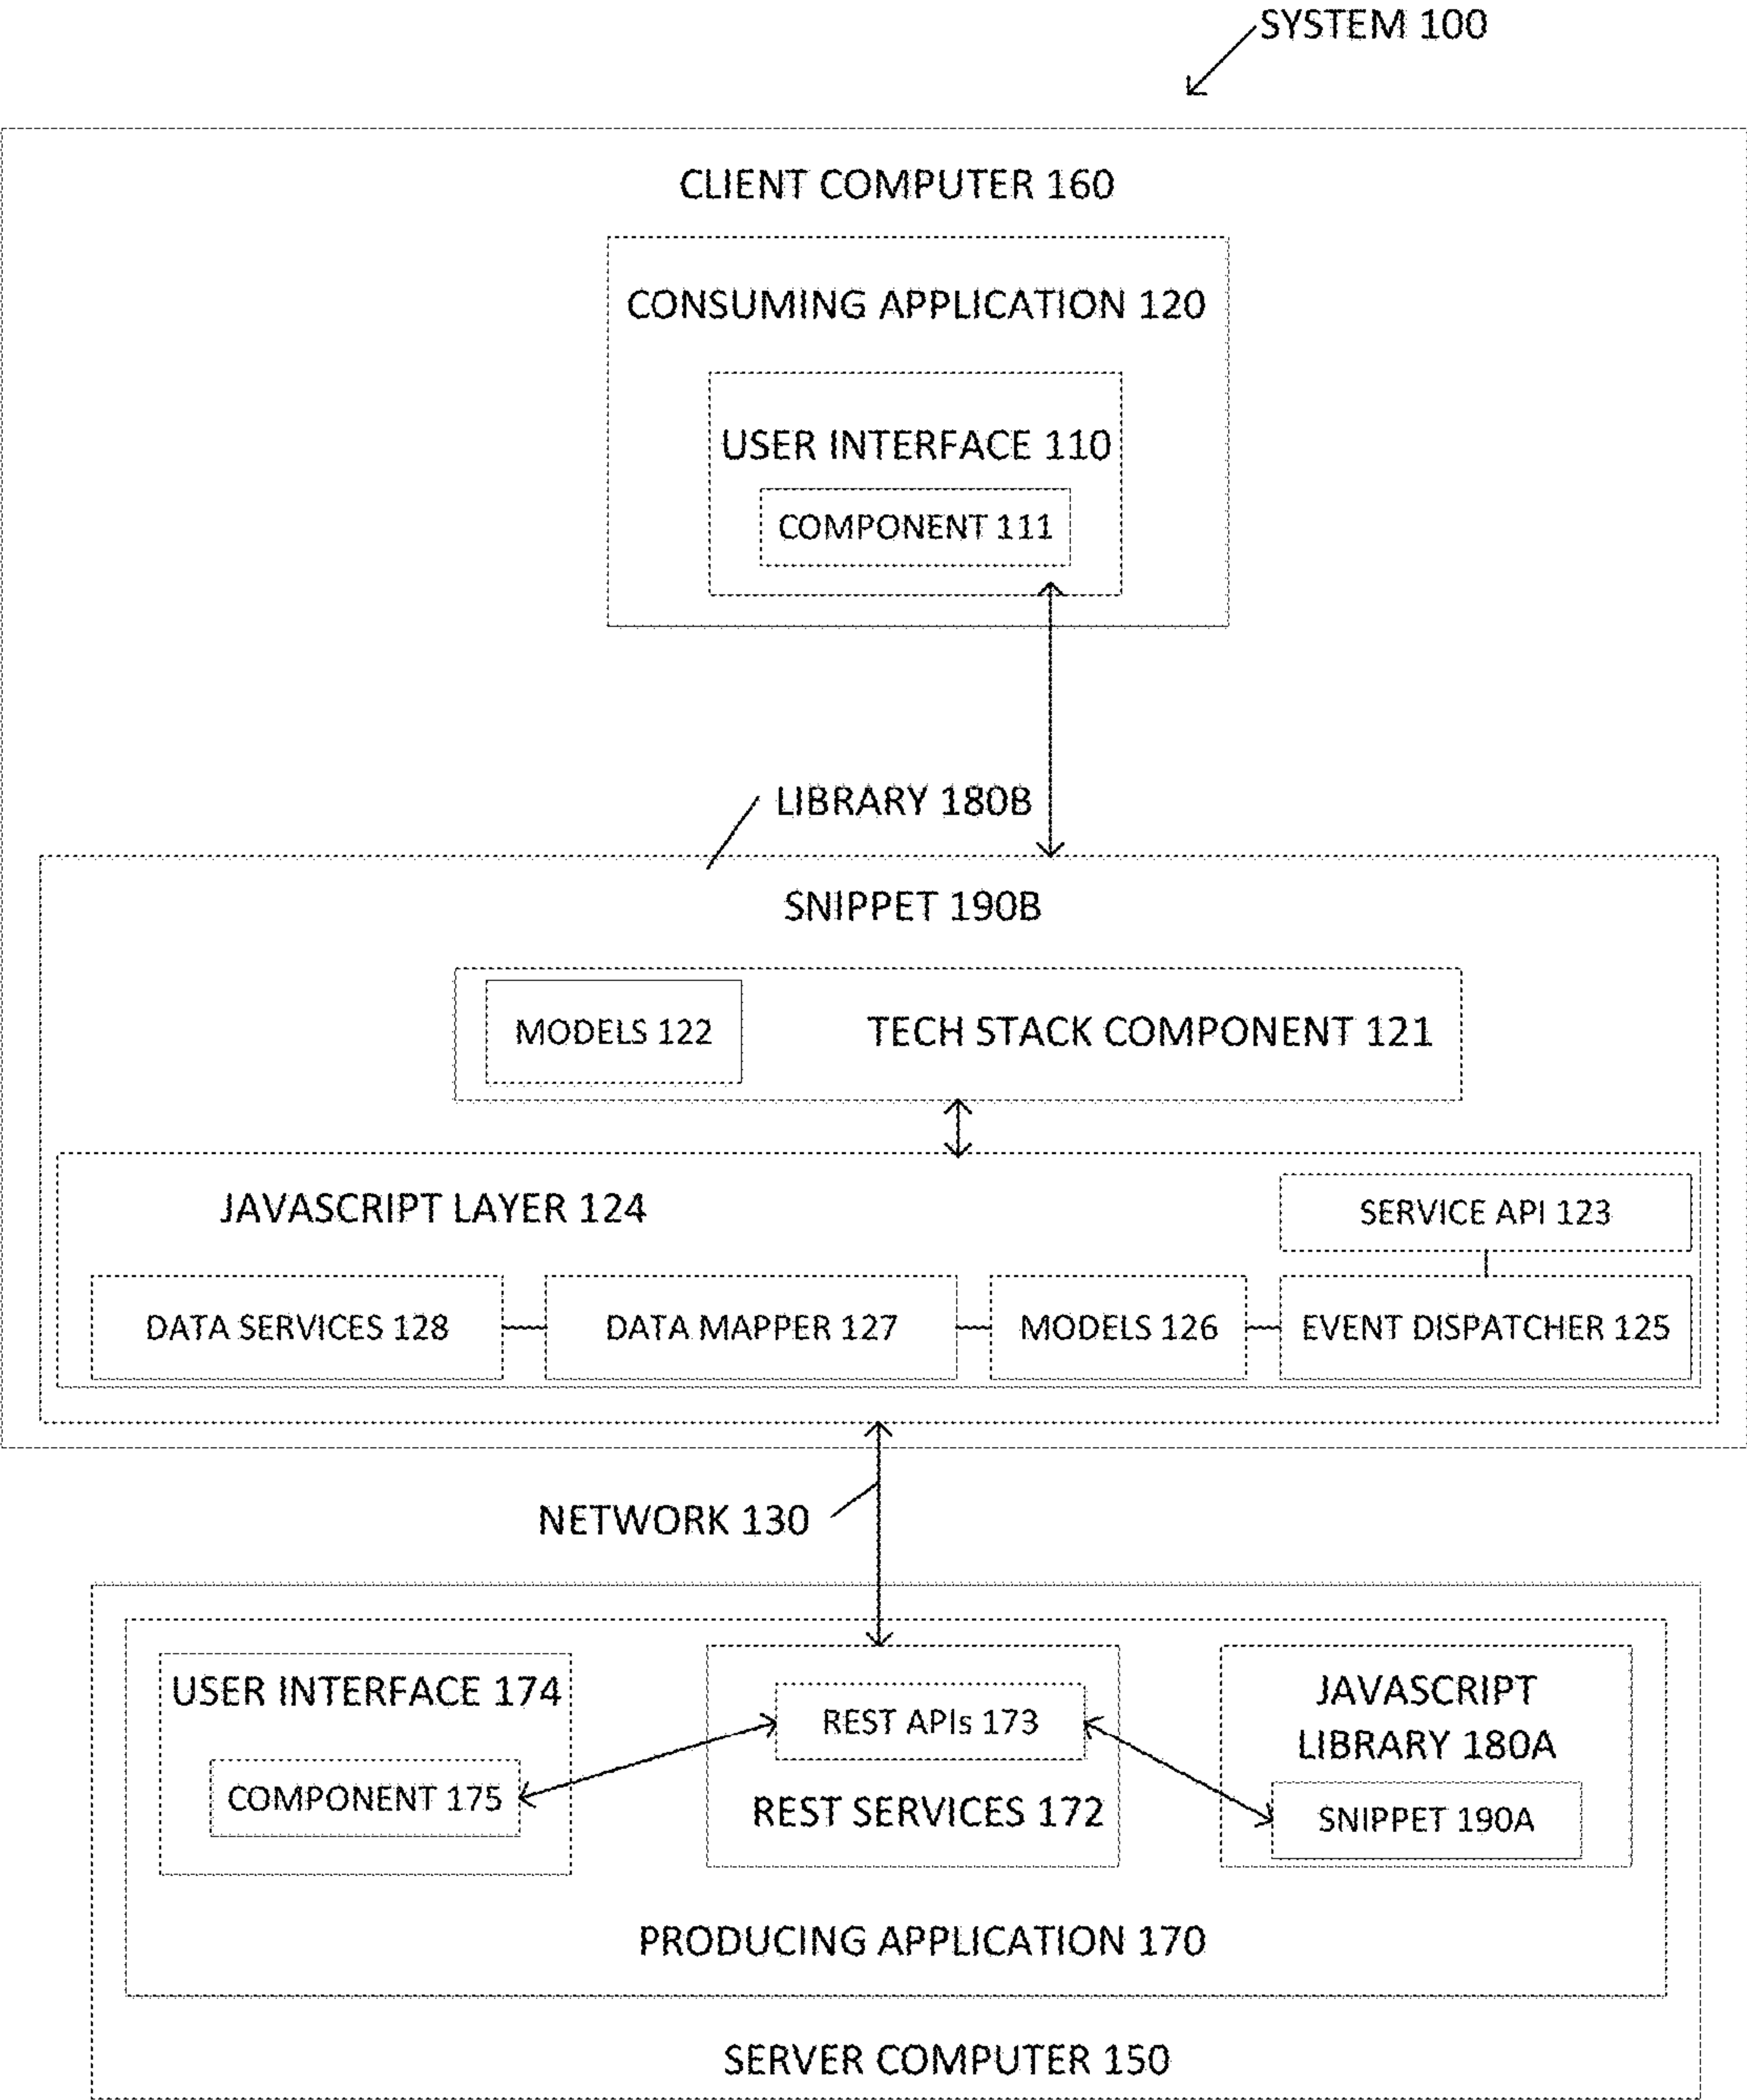 SYSTEM 100
CLIENT COMPUTER 160
CONSUMING APPLICATION 120
USER INTERFACE 110
COMPONENT 111
LIBRARY 180B
SNIPPET 190B
MODELS 122
TECH STACK COMPONENT 121
JAVASCRIPT LAYER 124
SERVICE API 123
DATA SERVICES 128
DATA MAPPER 127
MODELS 126
EVENT DISPATCHER 125
NETWORK 130
USER INTERFACE 174
COMPONENT 175
REST APIs 173
REST SERVICES 172
JAVASCRIPT
LIBRARY 180A
SNIPPET 190A
PRODUCING APPLICATION 170
SERVER COMPUTER 150